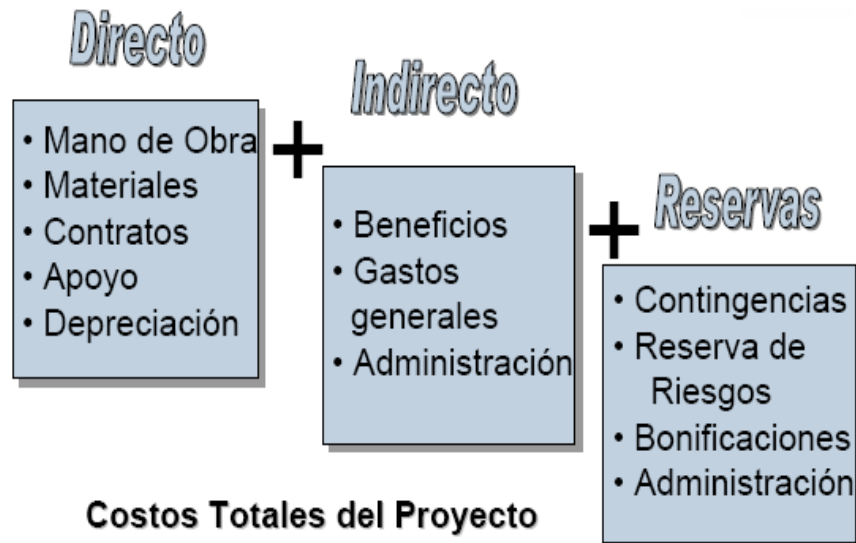 Directo
• Mano de Obra
• Materiales
• Contratos
• Apoyo
• Depreciación
+
Indirecto
• Beneficios
• Gastos
generales
• Administración
+
Reservas
• Contingencias
• Reserva de
Riesgos
• Bonificaciones
• Administración
Costos Totales del Proyecto